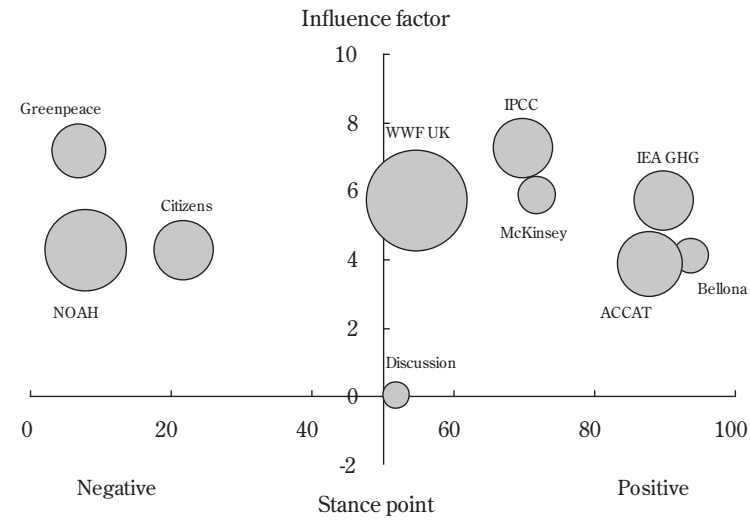 Influence factor
10
Greenpeace
IPCC
8
WWF UK
IEA GHG
6
Citizens
McKinsey
4
Bellona
NOAH
ACCAT
2
Discussion
0
0
20
40
60
80
100
-2
Negative
Positive
Stance point